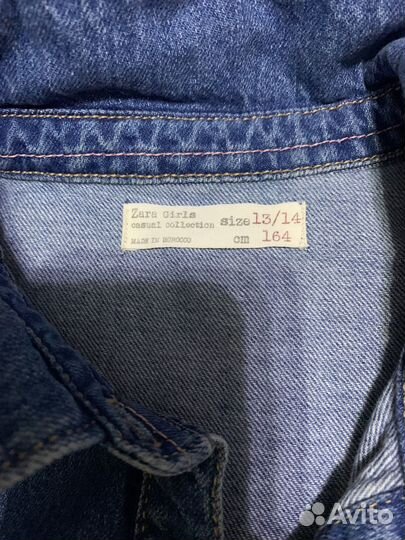 Zara Girls
casual collection
MADE IN MOROCCO
size 13/14
cm 164
Avito